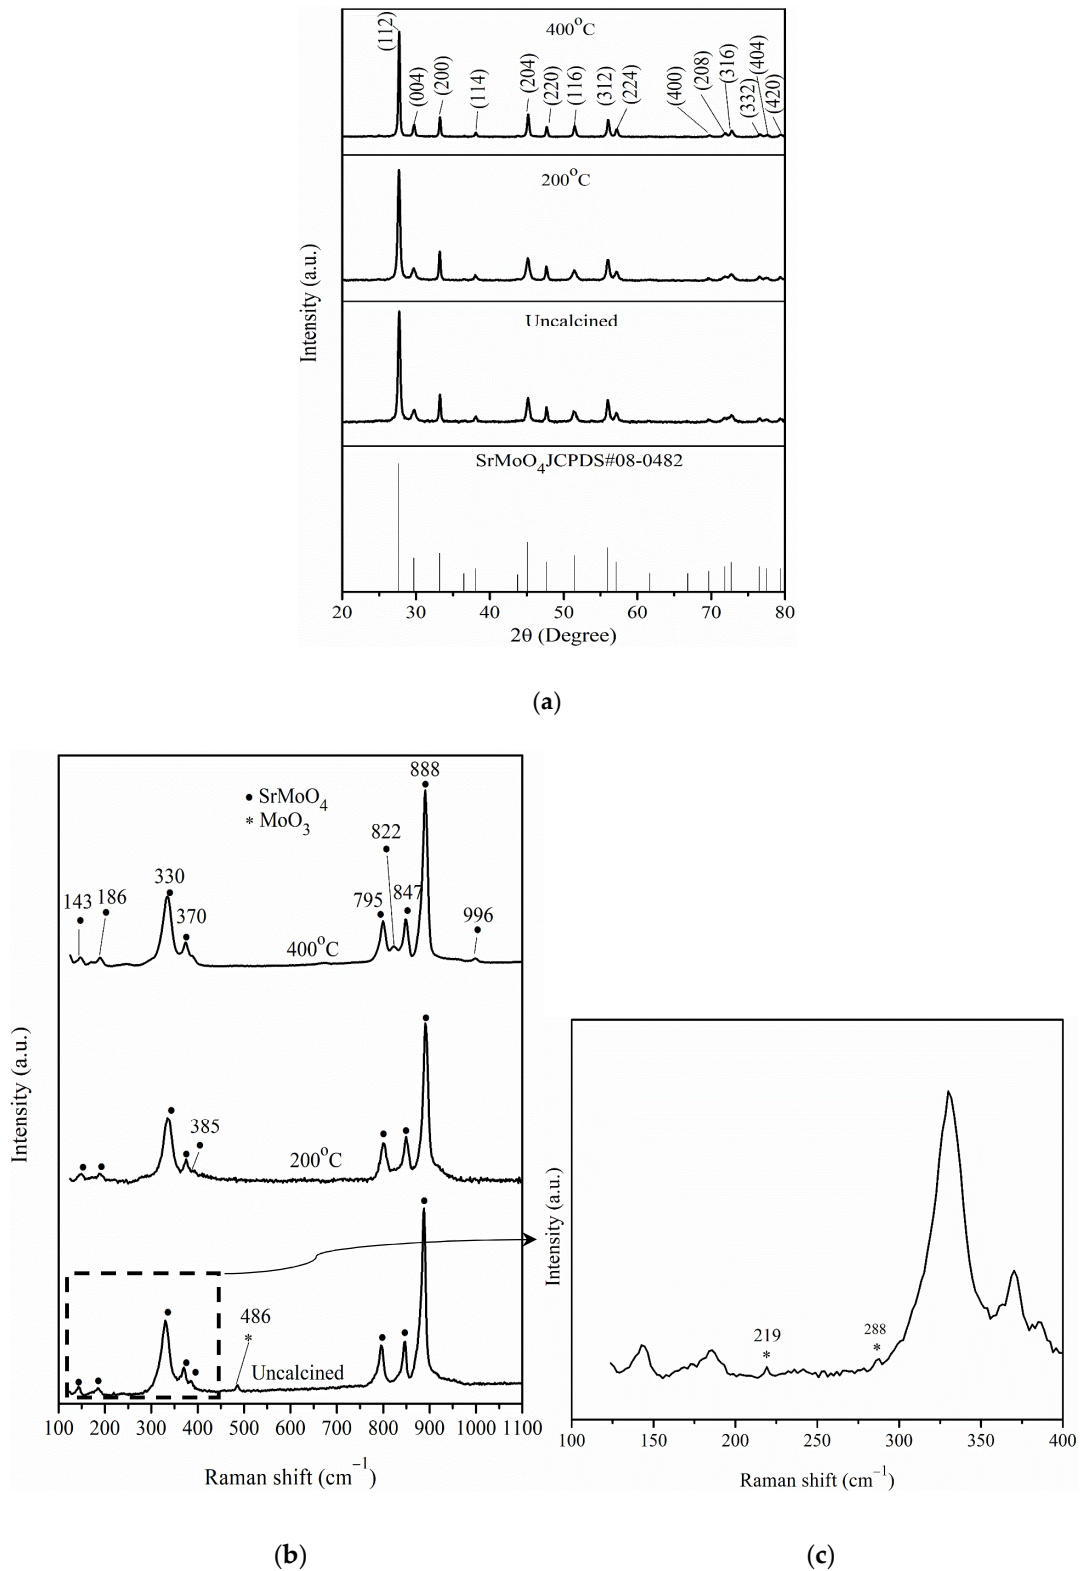 400°C
(112)
(004)
(200)
(114)
(204)
(220)
(116)
(312)
(224)
(400)
(208)
(316)
(332)
(404)
(420)
200°C
Uncalcined
SrMoO₄JCPDS#08-0482
Intensity (a.u.)
20 30 40 50 60 70 80
2θ (Degree)
(a)
888
• SrMoO₄
* MoO₃
822
330
143 186
370
795
847
996
400°C
385
200°C
486
*
Uncalcined
Intensity (a.u.)
100 200 300 400 500 600 700 800 900 1000 1100
Raman shift (cm⁻¹)
(b)
219
*
288
*
Intensity (a.u.)
100 150 200 250 300 350 400
Raman shift (cm⁻¹)
(c)